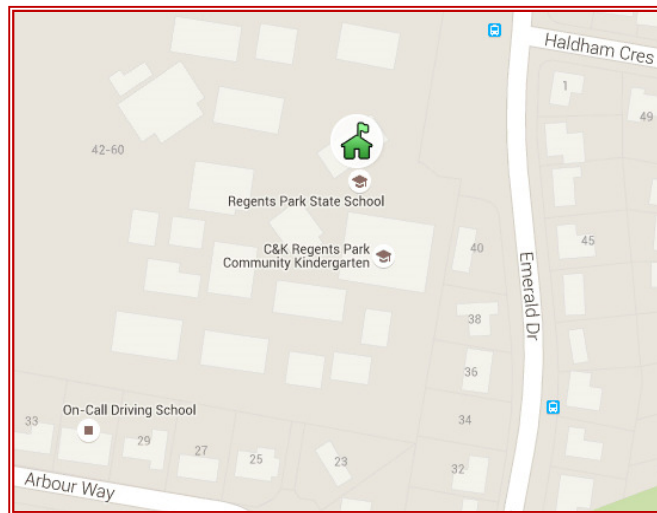 Haldham Cres
1
49
42-60
Regents Park State School
C&K Regents Park
Community Kindergarten
40
45
Emerald Dr
38
36
On-Call Driving School
34
33
29
27
25
23
32
Arbour Way